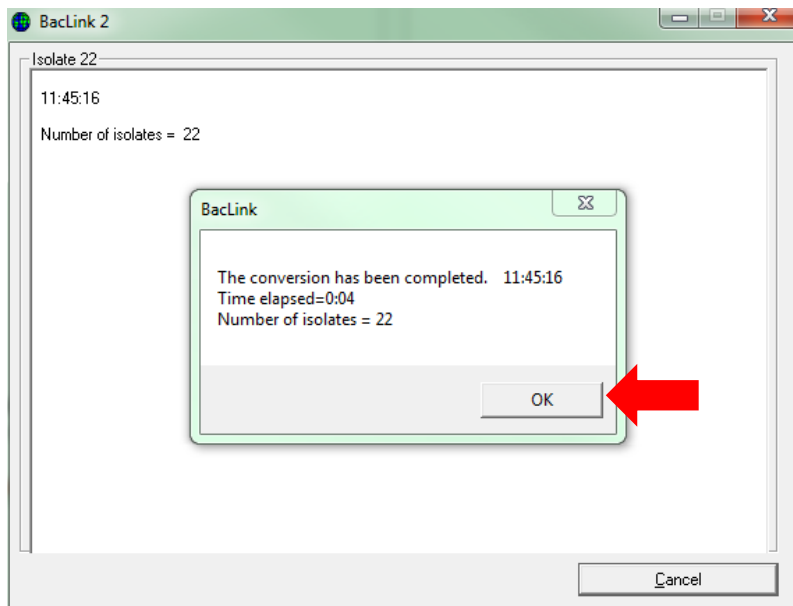 BacLink 2
Isolate 22
11:45:16
Number of isolates = 22
BacLink
The conversion has been completed. 11:45:16
Time elapsed=0:04
Number of isolates = 22
OK
Cancel